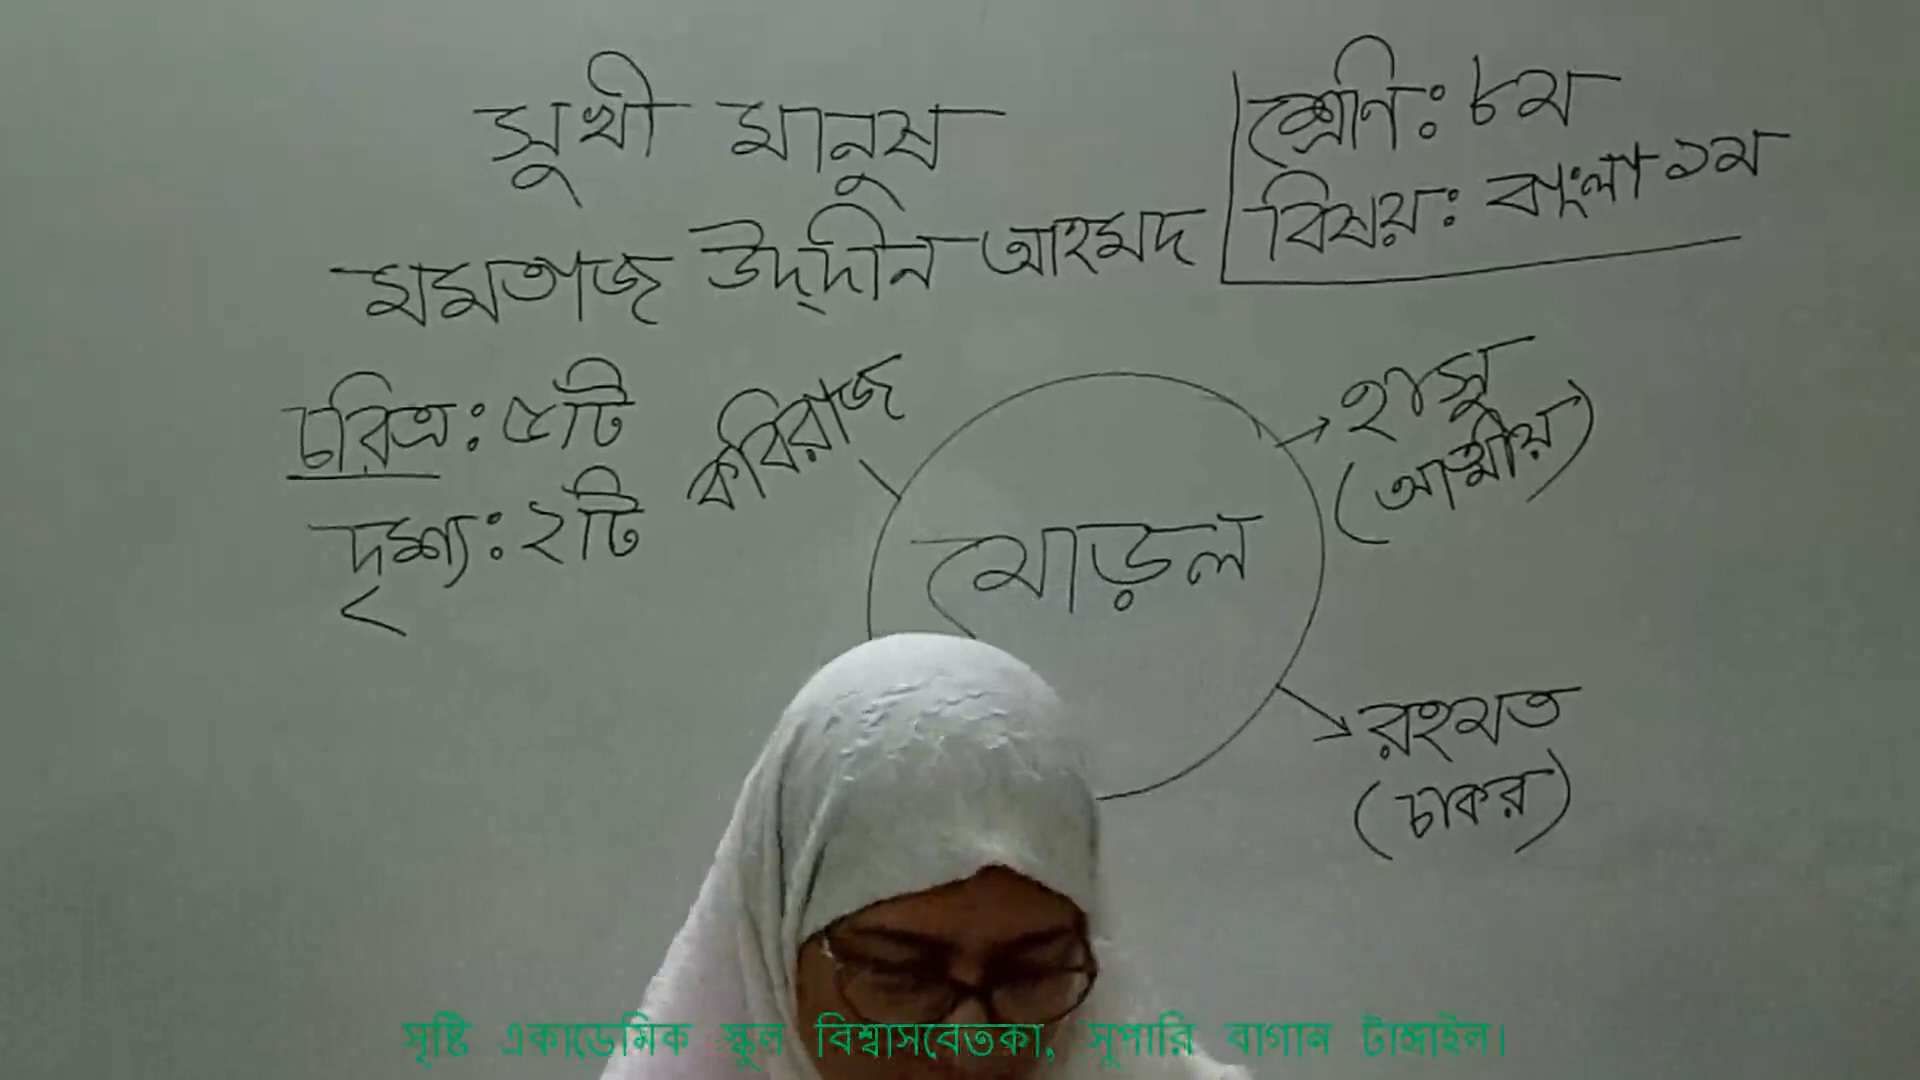 সুখী মানুষ
মমতাজ উদ্‌দীন আহমদ
শ্রেণি: ৮ম
বিষয়: বাংলা ১ম
চরিত্র: ৫টি
দৃশ্য: ২টি
কবিরাজ
মোড়ল
হাসু
(আত্মীয়)
রহমত
(চাকর)
সৃষ্টি একাডেমিক স্কুল বিশ্বাসবেতকা, সুপারি বাগান টাঙ্গাইল।